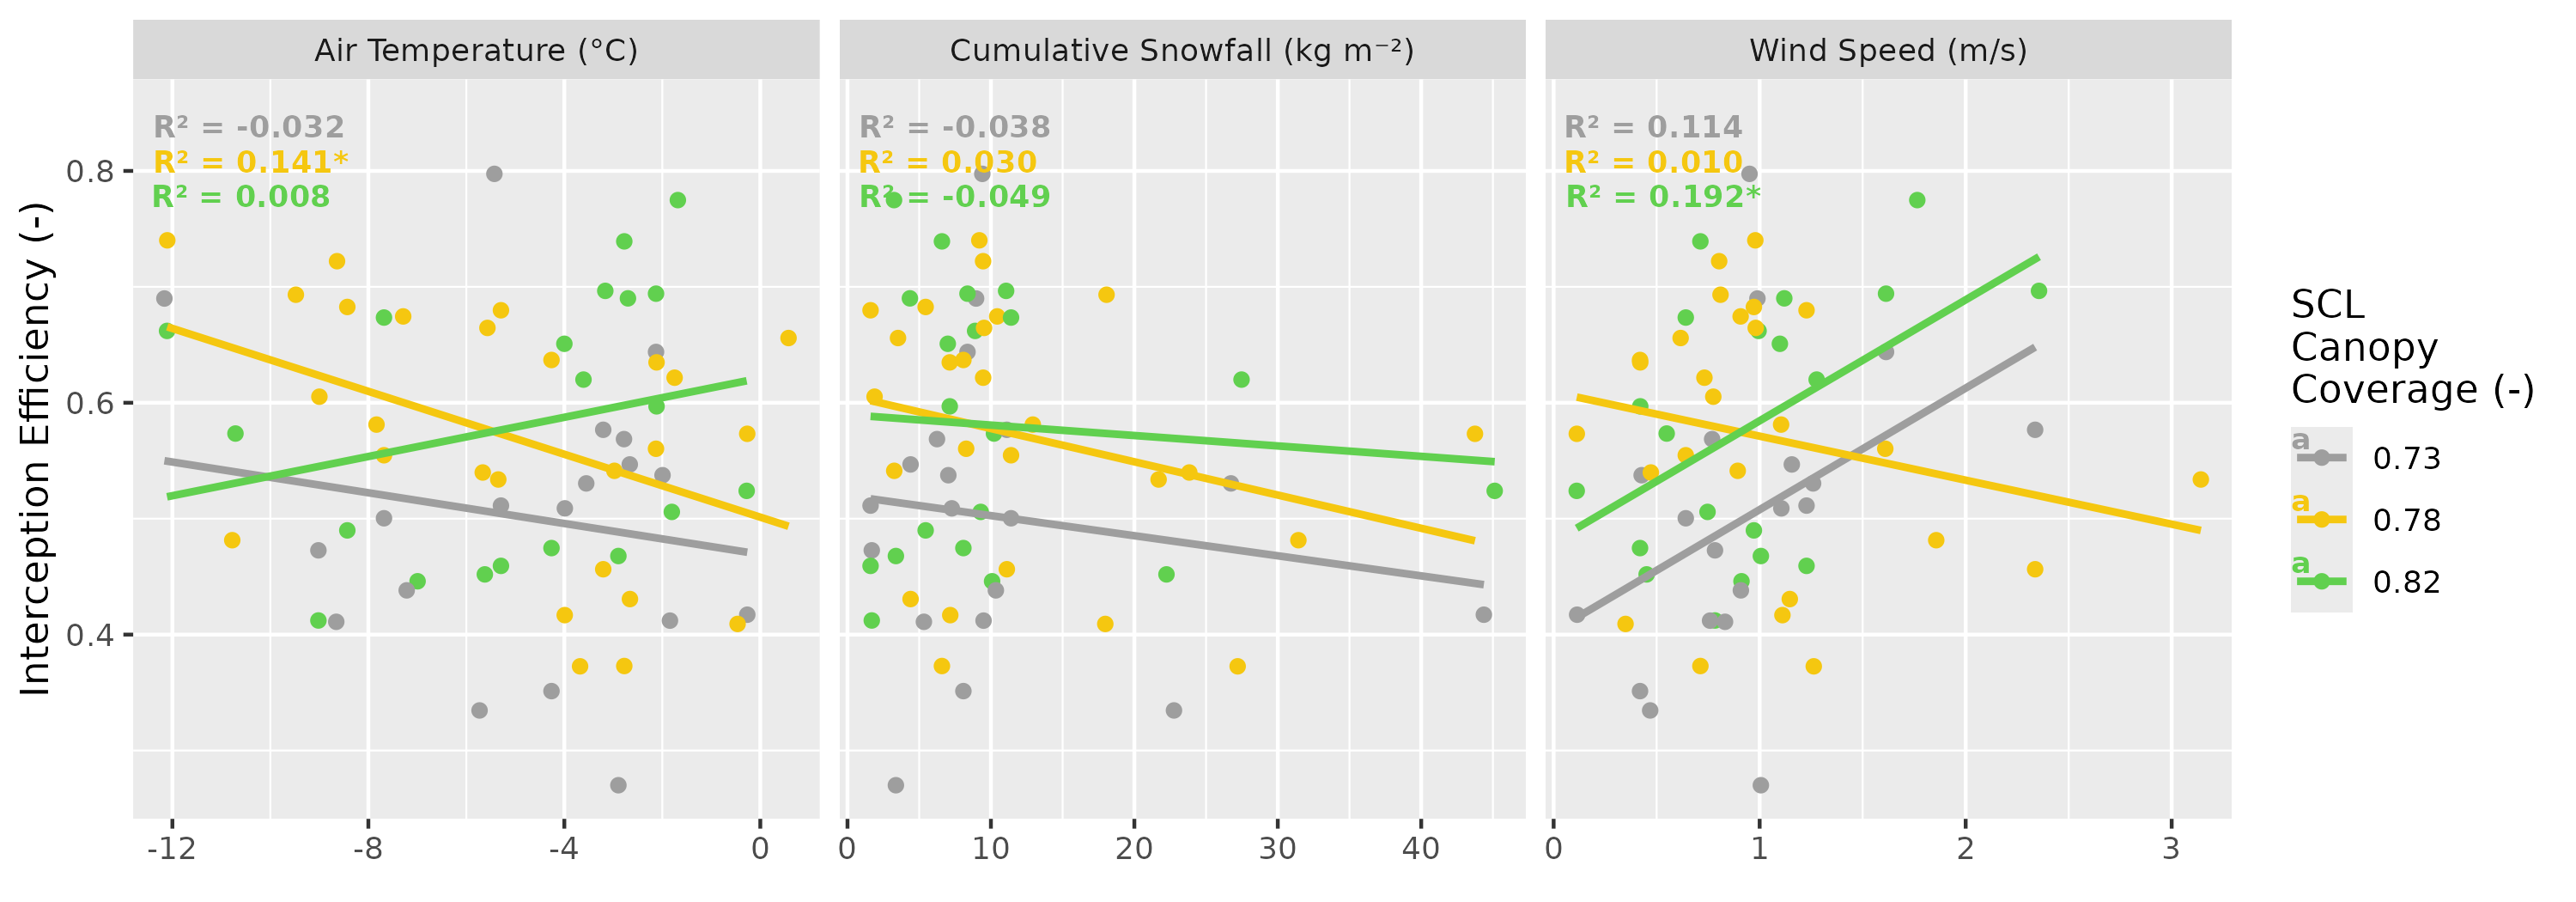 Air Temperature (°C)
Cumulative Snowfall (kg m⁻²)
Wind Speed (m/s)
R² = -0.032
R² = 0.141*
R² = 0.008
R² = -0.038
R² = 0.030
R² = -0.049
R² = 0.114
R² = 0.010
R² = 0.192*
Interception Efficiency (-)
0.8
0.6
0.4
-12 -8 -4 0
0 10 20 30 40
0 1 2 3
SCL
Canopy
Coverage (-)
a 0.73
a 0.78
a 0.82